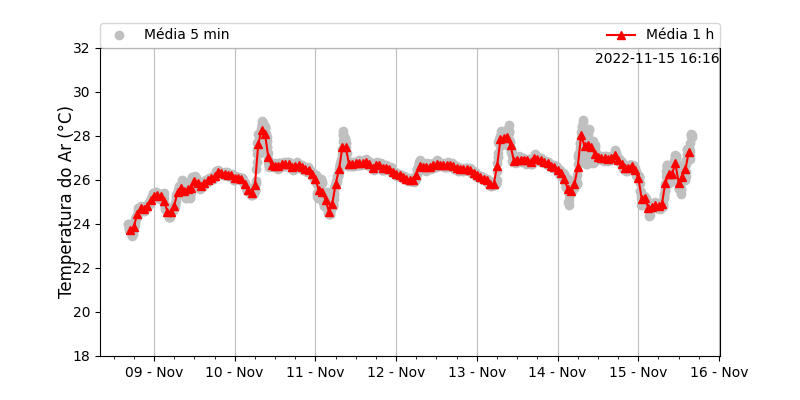 Média 5 min
Média 1 h
2022-11-15 16:16
Temperatura do Ar (°C)
32
30
28
26
24
22
20
18
09 - Nov
10 - Nov
11 - Nov
12 - Nov
13 - Nov
14 - Nov
15 - Nov
16 - Nov